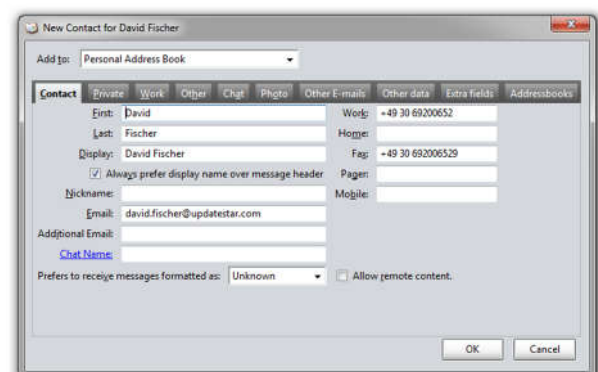 New Contact for David Fischer
Add to: Personal Address Book
Contact Private Work Other Chat Photo Other E-mails Other data Extra fields Addressbooks
First: David Work: +49 30 69200652
Last: Fischer Home:
Display: David Fischer Fax: +49 30 692006529
Always prefer display name over message header Pager:
Nickname: Mobile:
Email: david.fischer@updatestar.com
Additional Email:
Chat Name:
Prefers to receive messages formatted as: Unknown Allow remote content.
OK Cancel